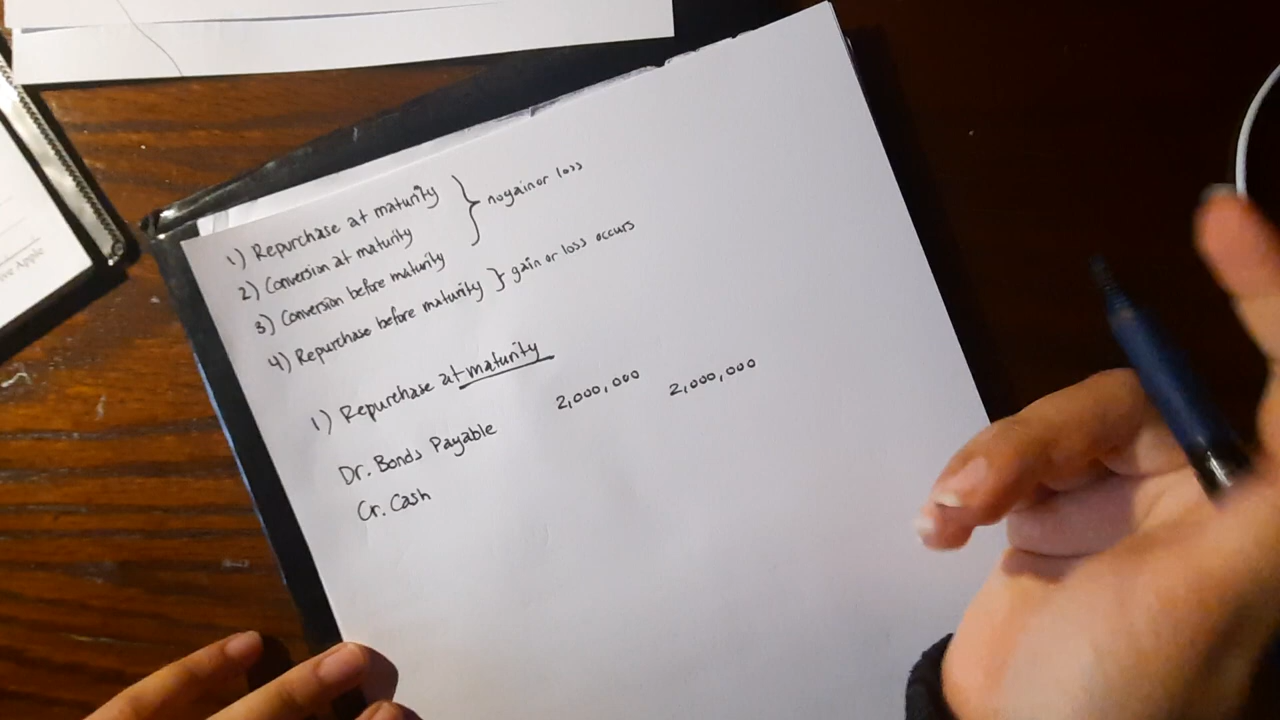 1) Repurchase at maturity } no gain or loss
2) Conversion at maturity
3) Conversion before maturity
4) Repurchase before maturity } gain or loss occurs
1) Repurchase at maturity
Dr. Bonds Payable 2,000,000
Cr. Cash 2,000,000
Apple